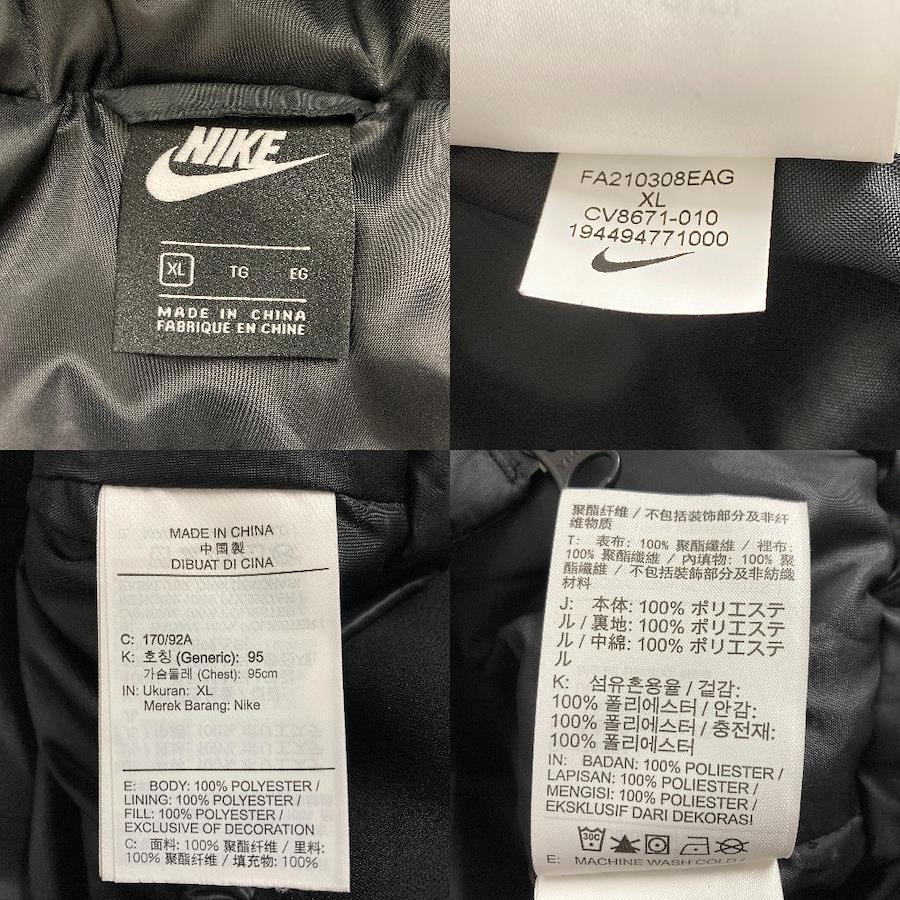 NIKE
XL TG EG
MADE IN CHINA
FABRIQUÉ EN CHINE
FA210308EAG
XL
CV8671-010
194494771000
MADE IN CHINA
中国製
DIBUAT DI CINA
C: 170/92A
K: 호칭 (Generic): 95
가슴둘레 (Chest): 95cm
IN: Ukuran: XL
Merek Barang: Nike
E: BODY: 100% POLYESTER /
LINING: 100% POLYESTER /
FILL: 100% POLYESTER /
EXCLUSIVE OF DECORATION
C: 面料: 100% 聚酯纤维 / 里料:
100% 聚酯纤维 / 填充物: 100%
聚酯纤维 / 不包括装饰部分及非纤
维物质
T: 表布: 100% 聚酯纖維 / 裡布:
100% 聚酯纖維 / 內填物: 100% 聚
酯纖維 / 不包括裝飾部分及非紡織
材料
J: 本体: 100% ポリエステ
ル / 裏地: 100% ポリエステ
ル / 中綿: 100% ポリエステ
ル
K: 섬유혼용율 / 겉감:
100% 폴리에스터 / 안감:
100% 폴리에스터 / 충전재:
100% 폴리에스터
IN: BADAN: 100% POLIESTER /
LAPISAN: 100% POLIESTER /
MENGISI: 100% POLIESTER /
EKSKLUSIF DARI DEKORASI
30C
E: MACHINE WASH COLD /